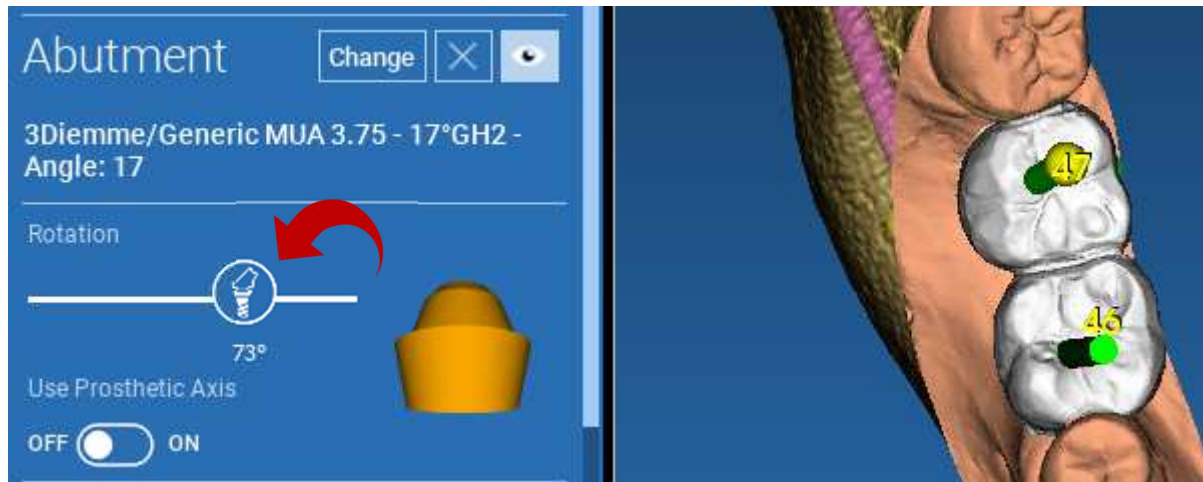 Abutment
Change
3Diemme/Generic MUA 3.75 - 17°GH2 -
Angle: 17
Rotation
73°
Use Prosthetic Axis
OFF ON
47
46